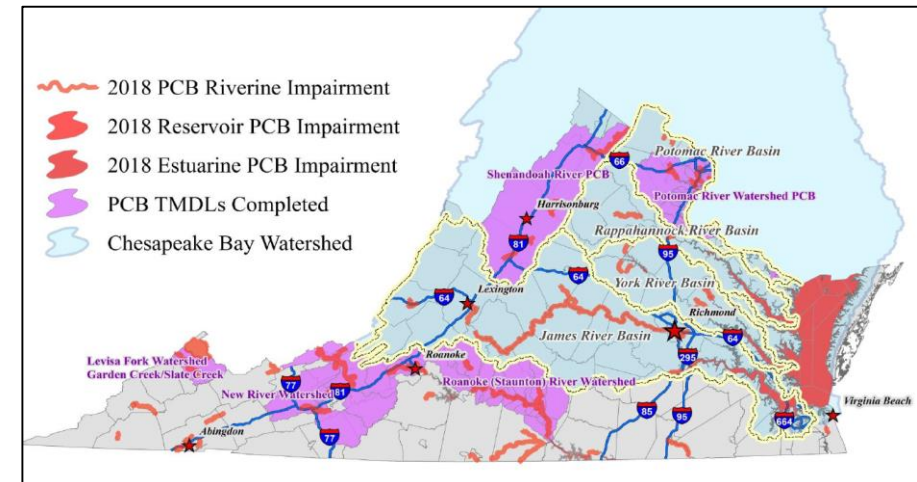 2018 PCB Riverine Impairment
2018 Reservoir PCB Impairment
2018 Estuarine PCB Impairment
PCB TMDLs Completed
Chesapeake Bay Watershed
Potomac River Basin
66
Shenandoah River PCB
Potomac River Watershed PCB
Harrisonburg
Rappahannock River Basin
81
95
64
Lexington
York River Basin
64
Richmond
James River Basin
64
295
Levisa Fork Watershed
Garden Creek/Slate Creek
Roanoke
77
81
New River Watershed
Roanoke (Staunton) River Watershed
Virginia Beach
664
85
95
77
Abingdon